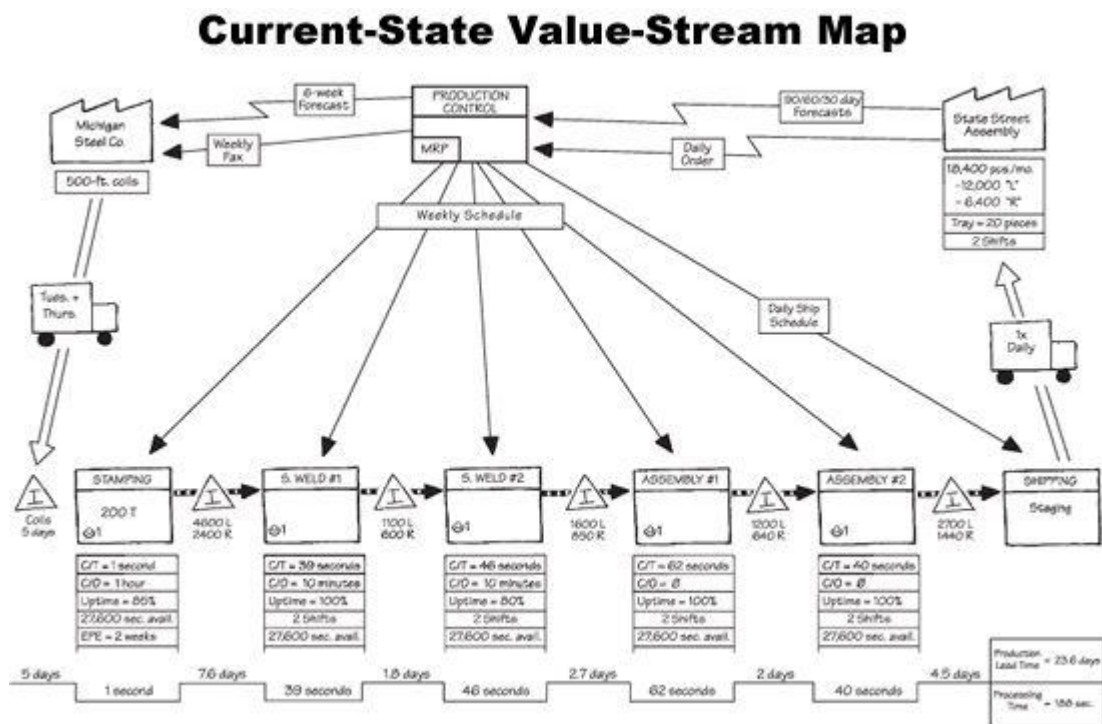 Current-State Value-Stream Map
Michigan
Steel Co.
500-ft. coils
6-week
Forecast
Weekly
Fax
PRODUCTION
CONTROL
MRP
90/60/30 day
Forecasts
Daily
Order
State Street
Assembly
18,400 pcs./mo.
-12,000 "L"
- 6,400 "R"
Tray = 20 pieces
2 Shifts
Weekly Schedule
Tues. +
Thurs.
Daily Ship
Schedule
1x
Daily
I
Coils
5 days
STAMPING
200 T
1
I
4600 L
2400 R
S. WELD #1
1
I
1100 L
600 R
S. WELD #2
1
I
1600 L
850 R
ASSEMBLY #1
1
I
1200 L
640 R
ASSEMBLY #2
1
I
2700 L
1440 R
SHIPPING
Staging
C/T = 1 second
C/O = 1 hour
Uptime = 85%
27,600 sec. avail.
EPE = 2 weeks
C/T = 39 seconds
C/O = 10 minutes
Uptime = 100%
2 Shifts
27,600 sec. avail.
C/T = 46 seconds
C/O = 10 minutes
Uptime = 80%
2 Shifts
27,600 sec. avail.
C/T = 62 seconds
C/O = Ø
Uptime = 100%
2 Shifts
27,600 sec. avail.
C/T = 40 seconds
C/O = Ø
Uptime = 100%
2 Shifts
27,600 sec. avail.
5 days
1 second
7.6 days
39 seconds
1.8 days
46 seconds
2.7 days
62 seconds
2 days
40 seconds
4.5 days
Production
Lead Time = 23.6 days
Processing
Time = 188 sec.